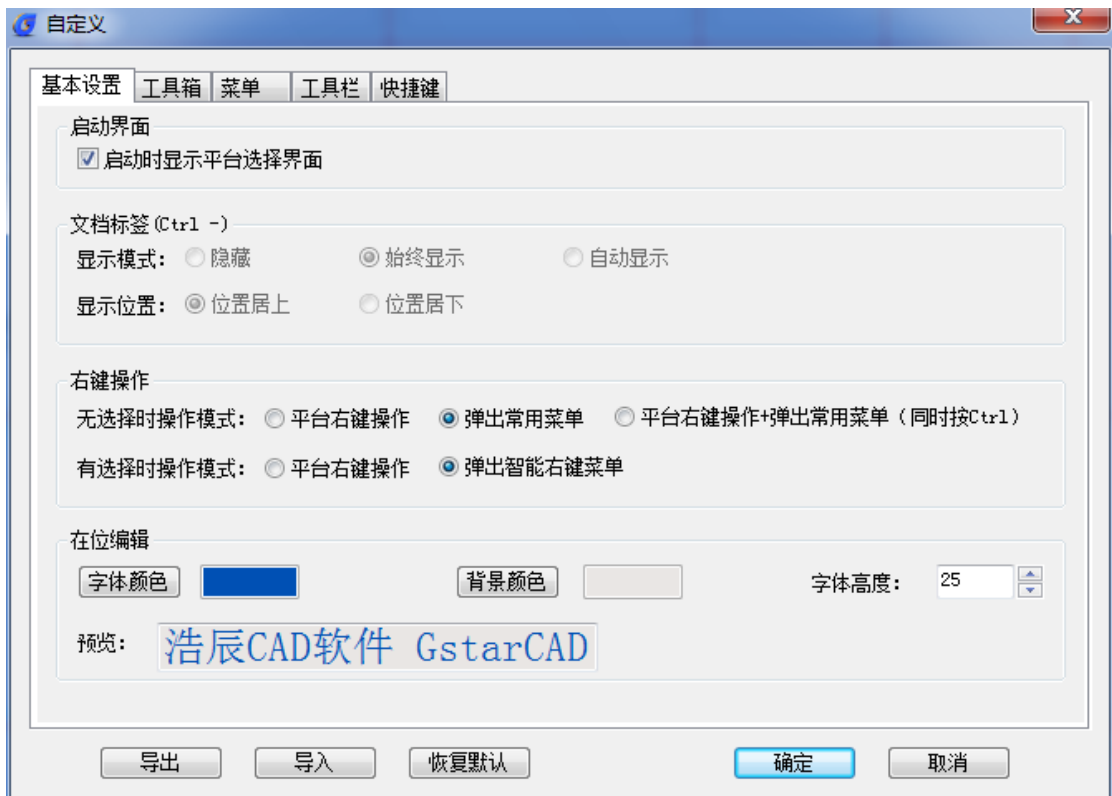 自定义
基本设置 工具箱 菜单 工具栏 快捷键
启动界面
启动时显示平台选择界面
文档标签(Ctrl -)
显示模式: 隐藏 始终显示 自动显示
显示位置: 位置居上 位置居下
右键操作
无选择时操作模式: 平台右键操作 弹出常用菜单 平台右键操作+弹出常用菜单(同时按Ctrl)
有选择时操作模式: 平台右键操作 弹出智能右键菜单
在位编辑
字体颜色 背景颜色 字体高度: 25
预览: 浩辰CAD软件 GstarCAD
导出 导入 恢复默认 确定 取消